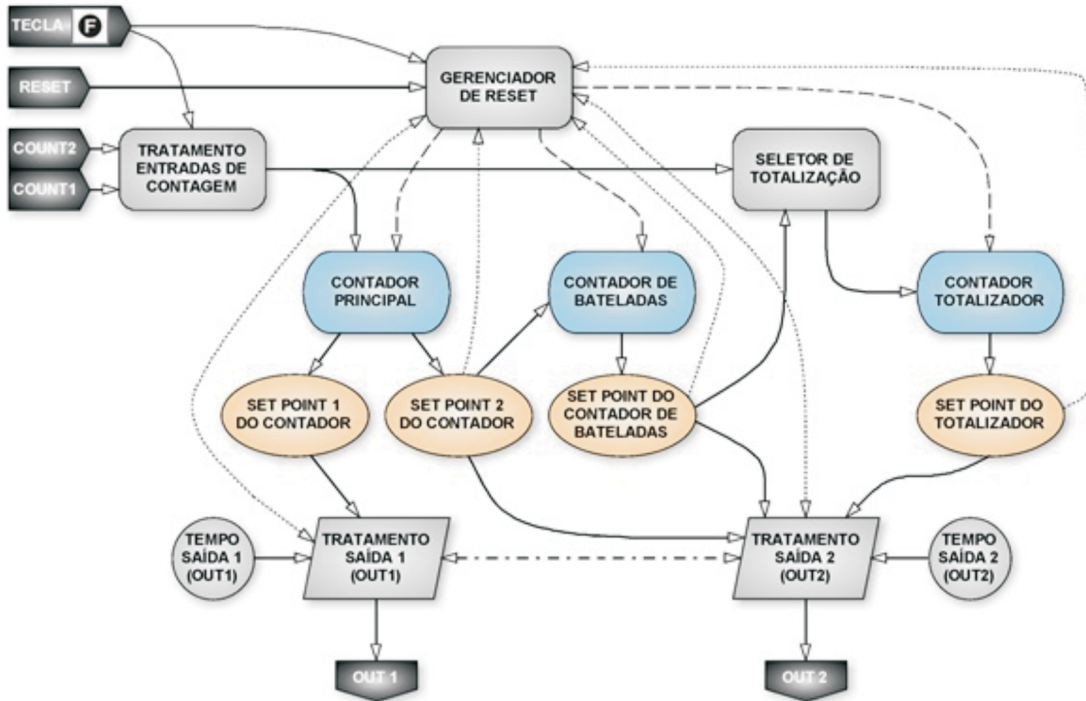 TECLA F
RESET
COUNT2
COUNT1
TRATAMENTO
ENTRADAS DE
CONTAGEM
GERENCIADOR
DE RESET
SELETOR DE
TOTALIZAÇÃO
CONTADOR
PRINCIPAL
CONTADOR DE
BATELADAS
CONTADOR
TOTALIZADOR
SET POINT 1
DO CONTADOR
SET POINT 2
DO CONTADOR
SET POINT DO
CONTADOR DE
BATELADAS
SET POINT DO
TOTALIZADOR
TEMPO
SAÍDA 1
(OUT1)
TRATAMENTO
SAÍDA 1
(OUT1)
TRATAMENTO
SAÍDA 2
(OUT2)
TEMPO
SAÍDA 2
(OUT2)
OUT 1
OUT 2